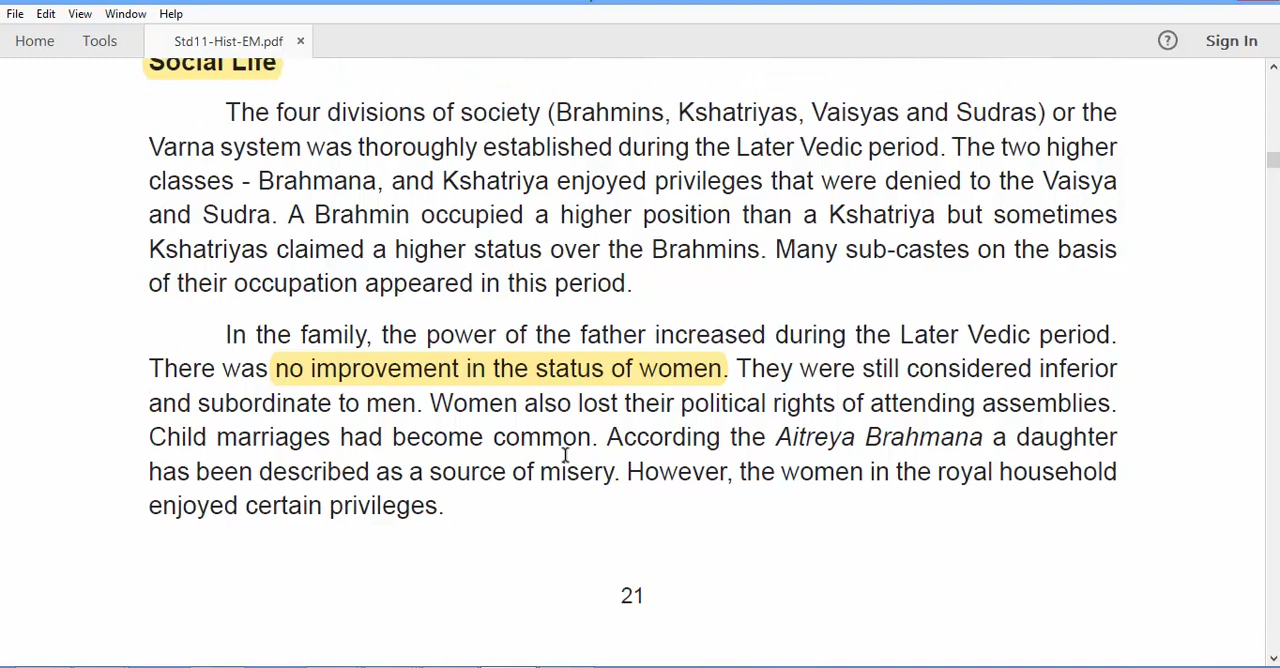 File Edit View Window Help
Home Tools Std11-Hist-EM.pdf × ? Sign In
Social Life
The four divisions of society (Brahmins, Kshatriyas, Vaisyas and Sudras) or the
Varna system was thoroughly established during the Later Vedic period. The two higher
classes - Brahmana, and Kshatriya enjoyed privileges that were denied to the Vaisya
and Sudra. A Brahmin occupied a higher position than a Kshatriya but sometimes
Kshatriyas claimed a higher status over the Brahmins. Many sub-castes on the basis
of their occupation appeared in this period.
In the family, the power of the father increased during the Later Vedic period.
There was no improvement in the status of women. They were still considered inferior
and subordinate to men. Women also lost their political rights of attending assemblies.
Child marriages had become common. According the Aitreya Brahmana a daughter
has been described as a source of misery. However, the women in the royal household
enjoyed certain privileges.
21